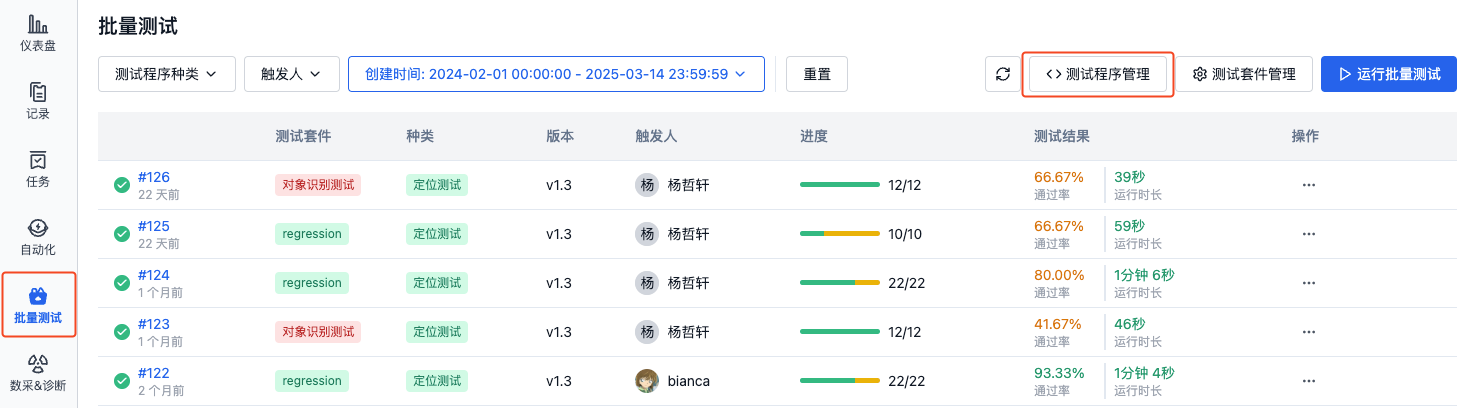 仪表盘
记录
任务
自动化
批量测试
数采&诊断
批量测试
测试程序种类 触发人 创建时间: 2024-02-01 00:00:00 - 2025-03-14 23:59:59 重置 测试程序管理 测试套件管理 运行批量测试
测试套件 种类 版本 触发人 进度 测试结果 操作
#126 对象识别测试 定位测试 v1.3 杨 杨哲轩 12/12 66.67% 39秒
22 天前 通过率 运行时长
#125 regression 定位测试 v1.3 杨 杨哲轩 10/10 66.67% 59秒
22 天前 通过率 运行时长
#124 regression 定位测试 v1.3 杨 杨哲轩 22/22 80.00% 1分钟 6秒
1 个月前 通过率 运行时长
#123 对象识别测试 定位测试 v1.3 杨 杨哲轩 12/12 41.67% 46秒
1 个月前 通过率 运行时长
#122 regression 定位测试 v1.3 bianca 22/22 93.33% 1分钟 4秒
2 个月前 通过率 运行时长